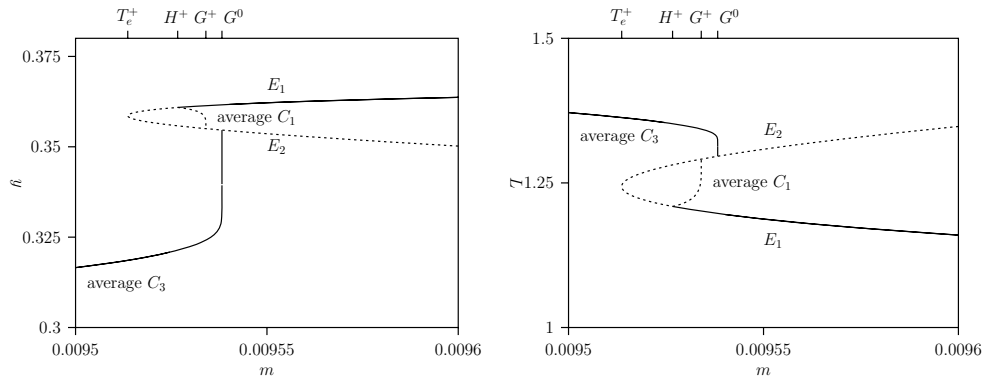 T_e^+ H^+ G^+ G^0
0.375
0.35
0.325
0.3
y
E_1
average C_1
E_2
average C_3
0.0095 0.00955 0.0096
m
T_e^+ H^+ G^+ G^0
1.5
1.25
1
T
average C_3
E_2
average C_1
E_1
0.0095 0.00955 0.0096
m